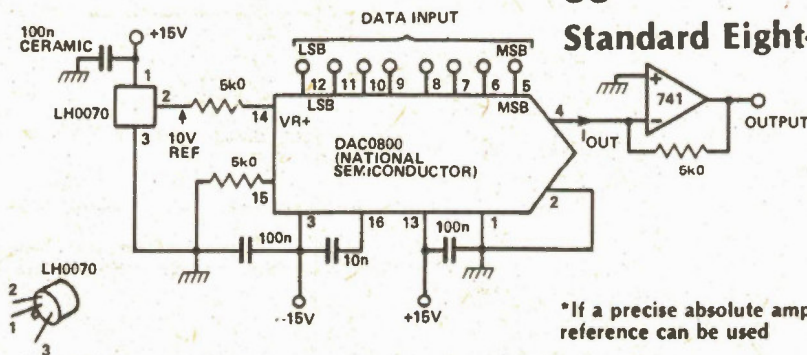 DATA INPUT
Standard Eight-
100n
CERAMIC
+15V
LSB
MSB
1
5k0
12
11
10
9
8
7
6
5
LSB
MSB
LH0070
2
14
VR+
4
+
741
3
10V
REF
DAC0800
(NATIONAL
SEMICONDUCTOR)
IOUT
–
OUTPUT
5k0
5k0
15
2
3
16
13
1
100n
10n
100n
LH0070
2
1
3
--15V
+15V
*If a precise absolute amp
reference can be used